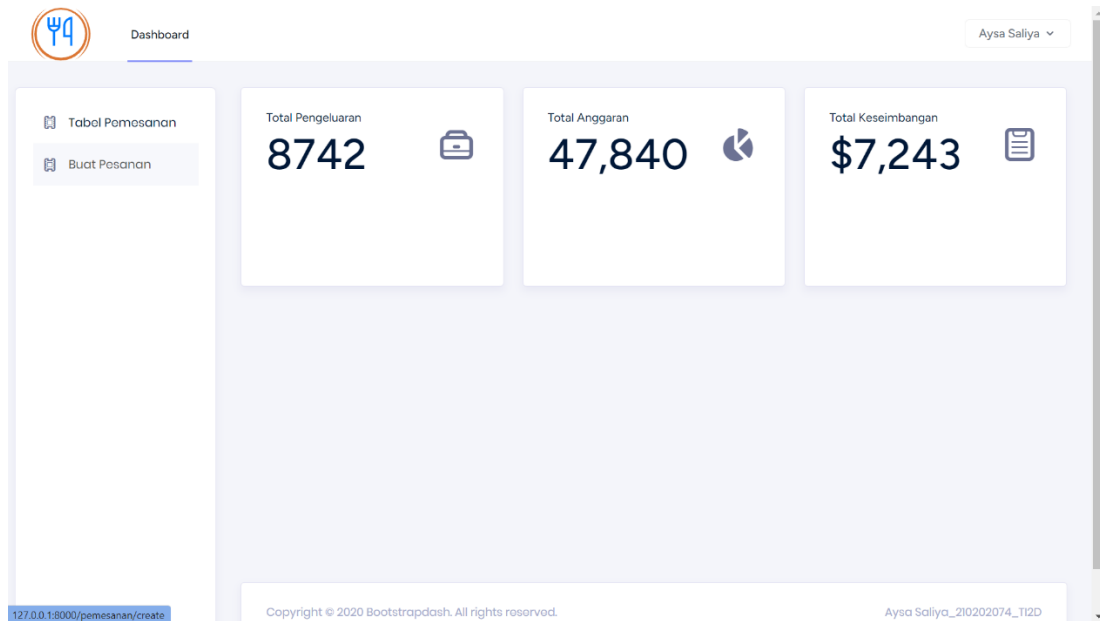 Dashboard
Aysa Saliya
Tabel Pemesanan
Buat Pesanan
Total Pengeluaran
8742
Total Anggaran
47,840
Total Keseimbangan
$7,243
Copyright © 2020 Bootstrapdash. All rights reserved.
Aysa Saliya_210202074_TI2D
127.0.0.1:8000/pemesanan/create